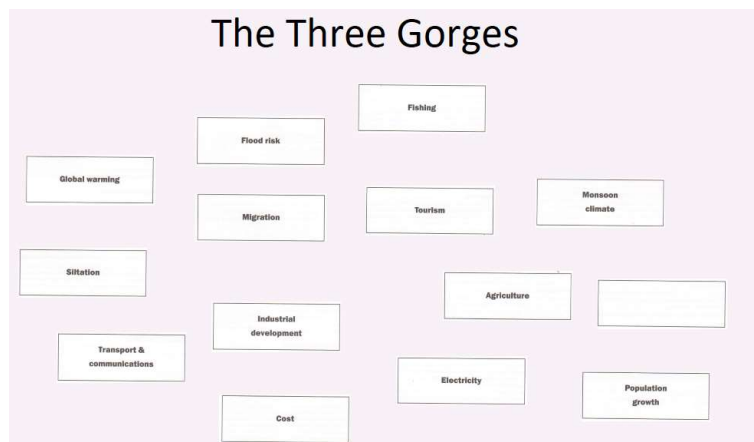 The Three Gorges
Fishing
Flood risk
Global warming
Migration
Tourism
Monsoon
climate
Siltation
Agriculture
Industrial
development
Transport &
communications
Electricity
Population
growth
Cost